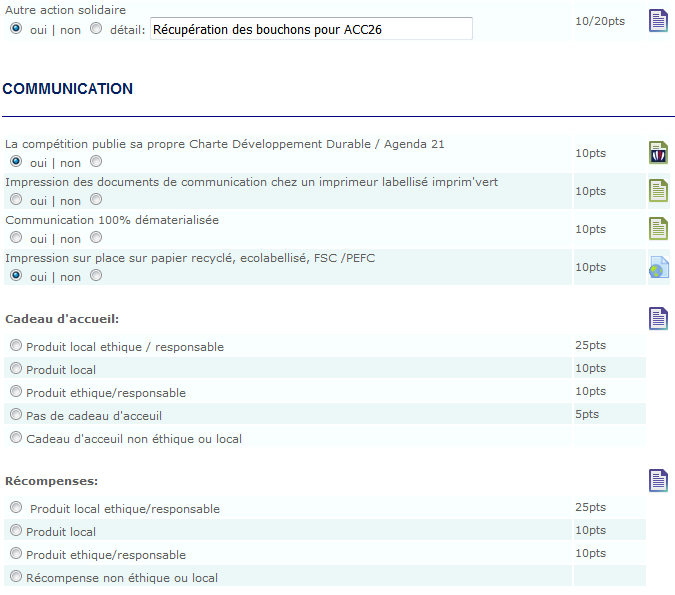 Autre action solidaire
oui | non détail: Récupération des bouchons pour ACC26 10/20pts
COMMUNICATION
La compétition publie sa propre Charte Développement Durable / Agenda 21
oui | non 10pts
Impression des documents de communication chez un imprimeur labellisé imprim'vert
oui | non 10pts
Communication 100% dématerialisée
oui | non 10pts
Impression sur place sur papier recyclé, ecolabellisé, FSC /PEFC
oui | non 10pts
Cadeau d'accueil:
Produit local ethique / responsable 25pts
Produit local 10pts
Produit ethique/responsable 10pts
Pas de cadeau d'acceuil 5pts
Cadeau d'acceuil non éthique ou local
Récompenses:
Produit local ethique/responsable 25pts
Produit local 10pts
Produit ethique/responsable 10pts
Récompense non éthique ou local